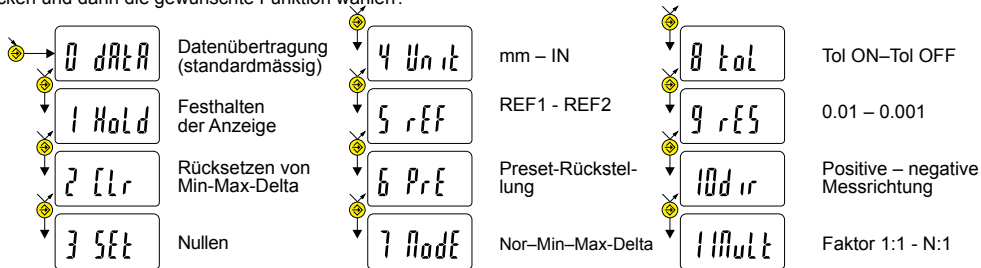 cken und dann die gewünschte Funktion wählen?
0 dAtA
Datenübertragung
(standardmässig)
1 Hold
Festhalten
der Anzeige
2 CLr
Rücksetzen von
Min-Max-Delta
3 SEt
Nullen
4 Unit
mm – IN
5 rEF
REF1 - REF2
6 PrE
Preset-Rückstel-
lung
7 ModE
Nor–Min–Max-Delta
8 tol
Tol ON–Tol OFF
9 rES
0.01 – 0.001
10dir
Positive – negative
Messrichtung
11Mult
Faktor 1:1 - N:1